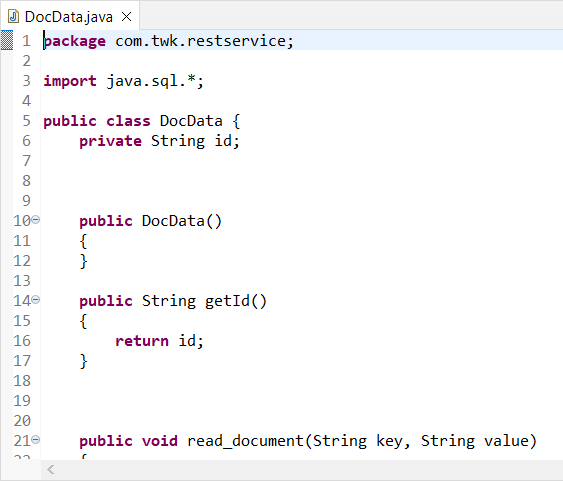 DocData.java
1 package com.twk.restservice;
2
3 import java.sql.*;
4
5 public class DocData {
6     private String id;
7
8
9
10     public DocData()
11     {
12     }
13
14     public String getId()
15     {
16         return id;
17     }
18
19
20
21     public void read_document(String key, String value)
22     {